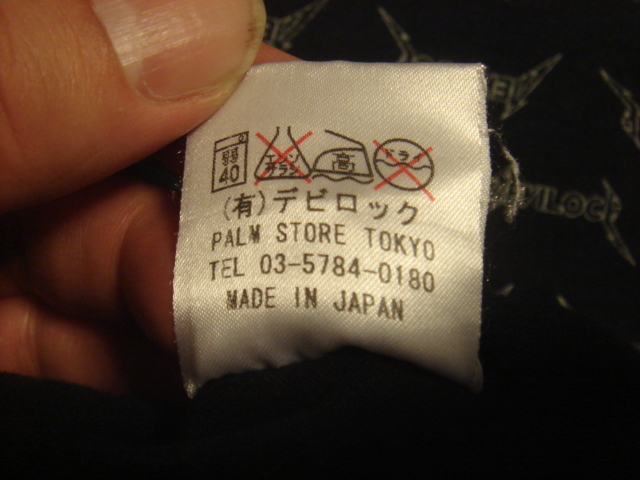 弱
40
エンソ
サラシ
高
ドライ
(有)デビロック
PALM STORE TOKYO
TEL 03-5784-0180
MADE IN JAPAN
VILOCK